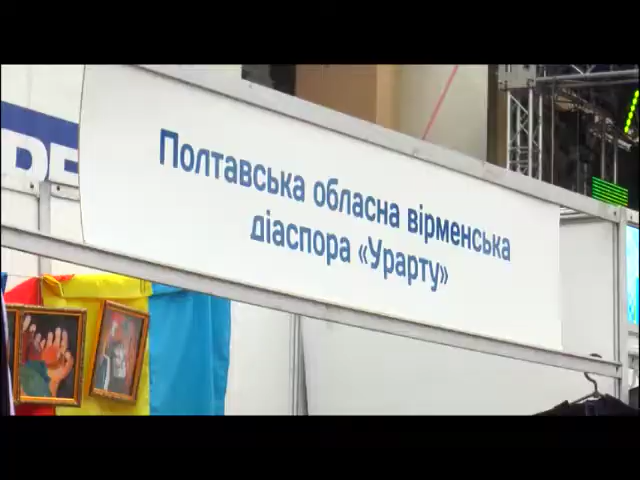 Полтавська обласна вірменська
діаспора «Урарту»